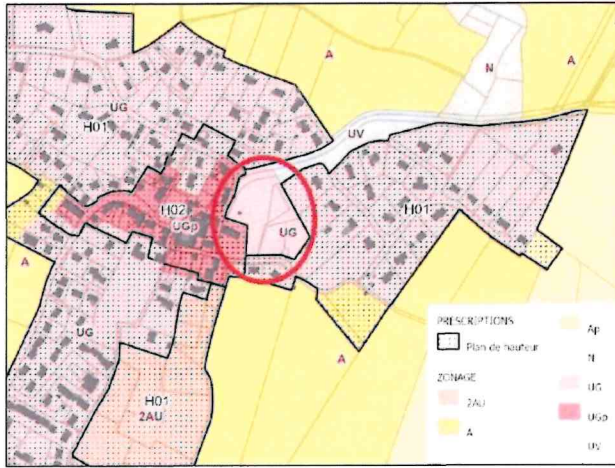 A
N
A
UG
H01
UV
H02
UGp
H01
UG
A
UG
A
H01
2AU
PRESCRIPTIONS
Plan de hauteur
ZONAGE
2AU
A
Ap
N
UG
UGp
UV